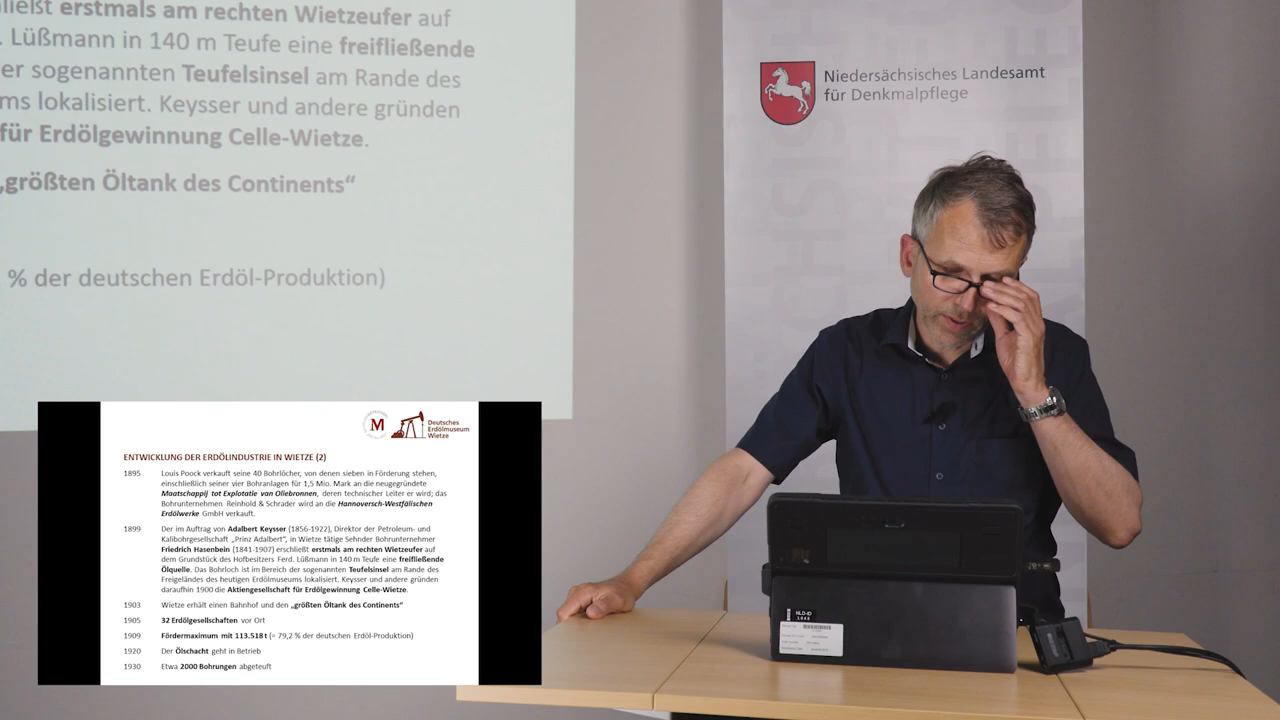 ließt erstmals am rechten Wietzeufer auf
. Lüßmann in 140 m Teufe eine freifließende
er sogenannten Teufelsinsel am Rande des
ms lokalisiert. Keysser und andere gründen
für Erdölgewinnung Celle-Wietze.
„größten Öltank des Continents“
% der deutschen Erdöl-Produktion)
Niedersächsisches Landesamt
für Denkmalpflege
M
Deutsches
Erdölmuseum
Wietze
ENTWICKLUNG DER ERDÖLINDUSTRIE IN WIETZE (2)
1895 Louis Poock verkauft seine 40 Bohrlöcher, von denen sieben in Förderung stehen,
einschließlich seiner vier Bohranlagen für 1,5 Mio. Mark an die neugegründete
Maatschappij tot Explotatie van Oliebronnen, deren technischer Leiter er wird; das
Bohrunternehmen Reinhold & Schrader wird an die Hannoversch-Westfälischen
Erdölwerke GmbH verkauft.
1899 Der im Auftrag von Adalbert Keysser (1856-1922), Direktor der Petroleum- und
Kalibohrgesellschaft „Prinz Adalbert“, in Wietze tätige Sehnder Bohrunternehmer
Friedrich Hasenbein (1841-1907) erschließt erstmals am rechten Wietzeufer auf
dem Grundstück des Hofbesitzers Ferd. Lüßmann in 140 m Teufe eine freifließende
Ölquelle. Das Bohrloch ist im Bereich der sogenannten Teufelsinsel am Rande des
Freigeländes des heutigen Erdölmuseums lokalisiert. Keysser und andere gründen
daraufhin 1900 die Aktiengesellschaft für Erdölgewinnung Celle-Wietze.
1903 Wietze erhält einen Bahnhof und den „größten Öltank des Continents“
1905 32 Erdölgesellschaften vor Ort
1909 Fördermaximum mit 113.518 t (= 79,2 % der deutschen Erdöl-Produktion)
1920 Der Ölschacht geht in Betrieb
1930 Etwa 2000 Bohrungen abgeteuft
NLD-ID